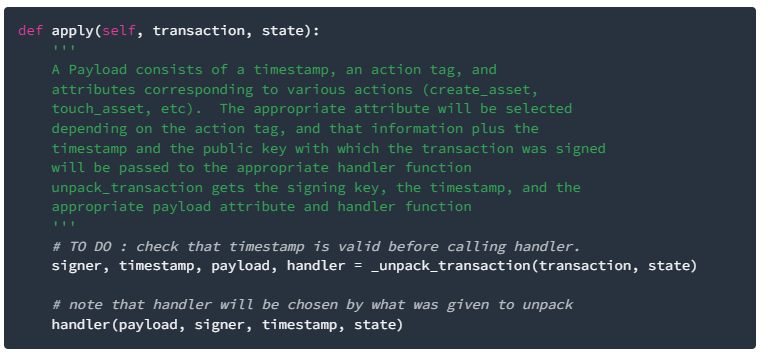 def apply(self, transaction, state):
    '''
    A Payload consists of a timestamp, an action tag, and
    attributes corresponding to various actions (create_asset,
    touch_asset, etc).  The appropriate attribute will be selected
    depending on the action tag, and that information plus the
    timestamp and the public key with which the transaction was signed
    will be passed to the appropriate handler function
    unpack_transaction gets the signing key, the timestamp, and the
    appropriate payload attribute and handler function
    '''
    # TO DO : check that timestamp is valid before calling handler.
    signer, timestamp, payload, handler = _unpack_transaction(transaction, state)

    # note that handler will be chosen by what was given to unpack
    handler(payload, signer, timestamp, state)